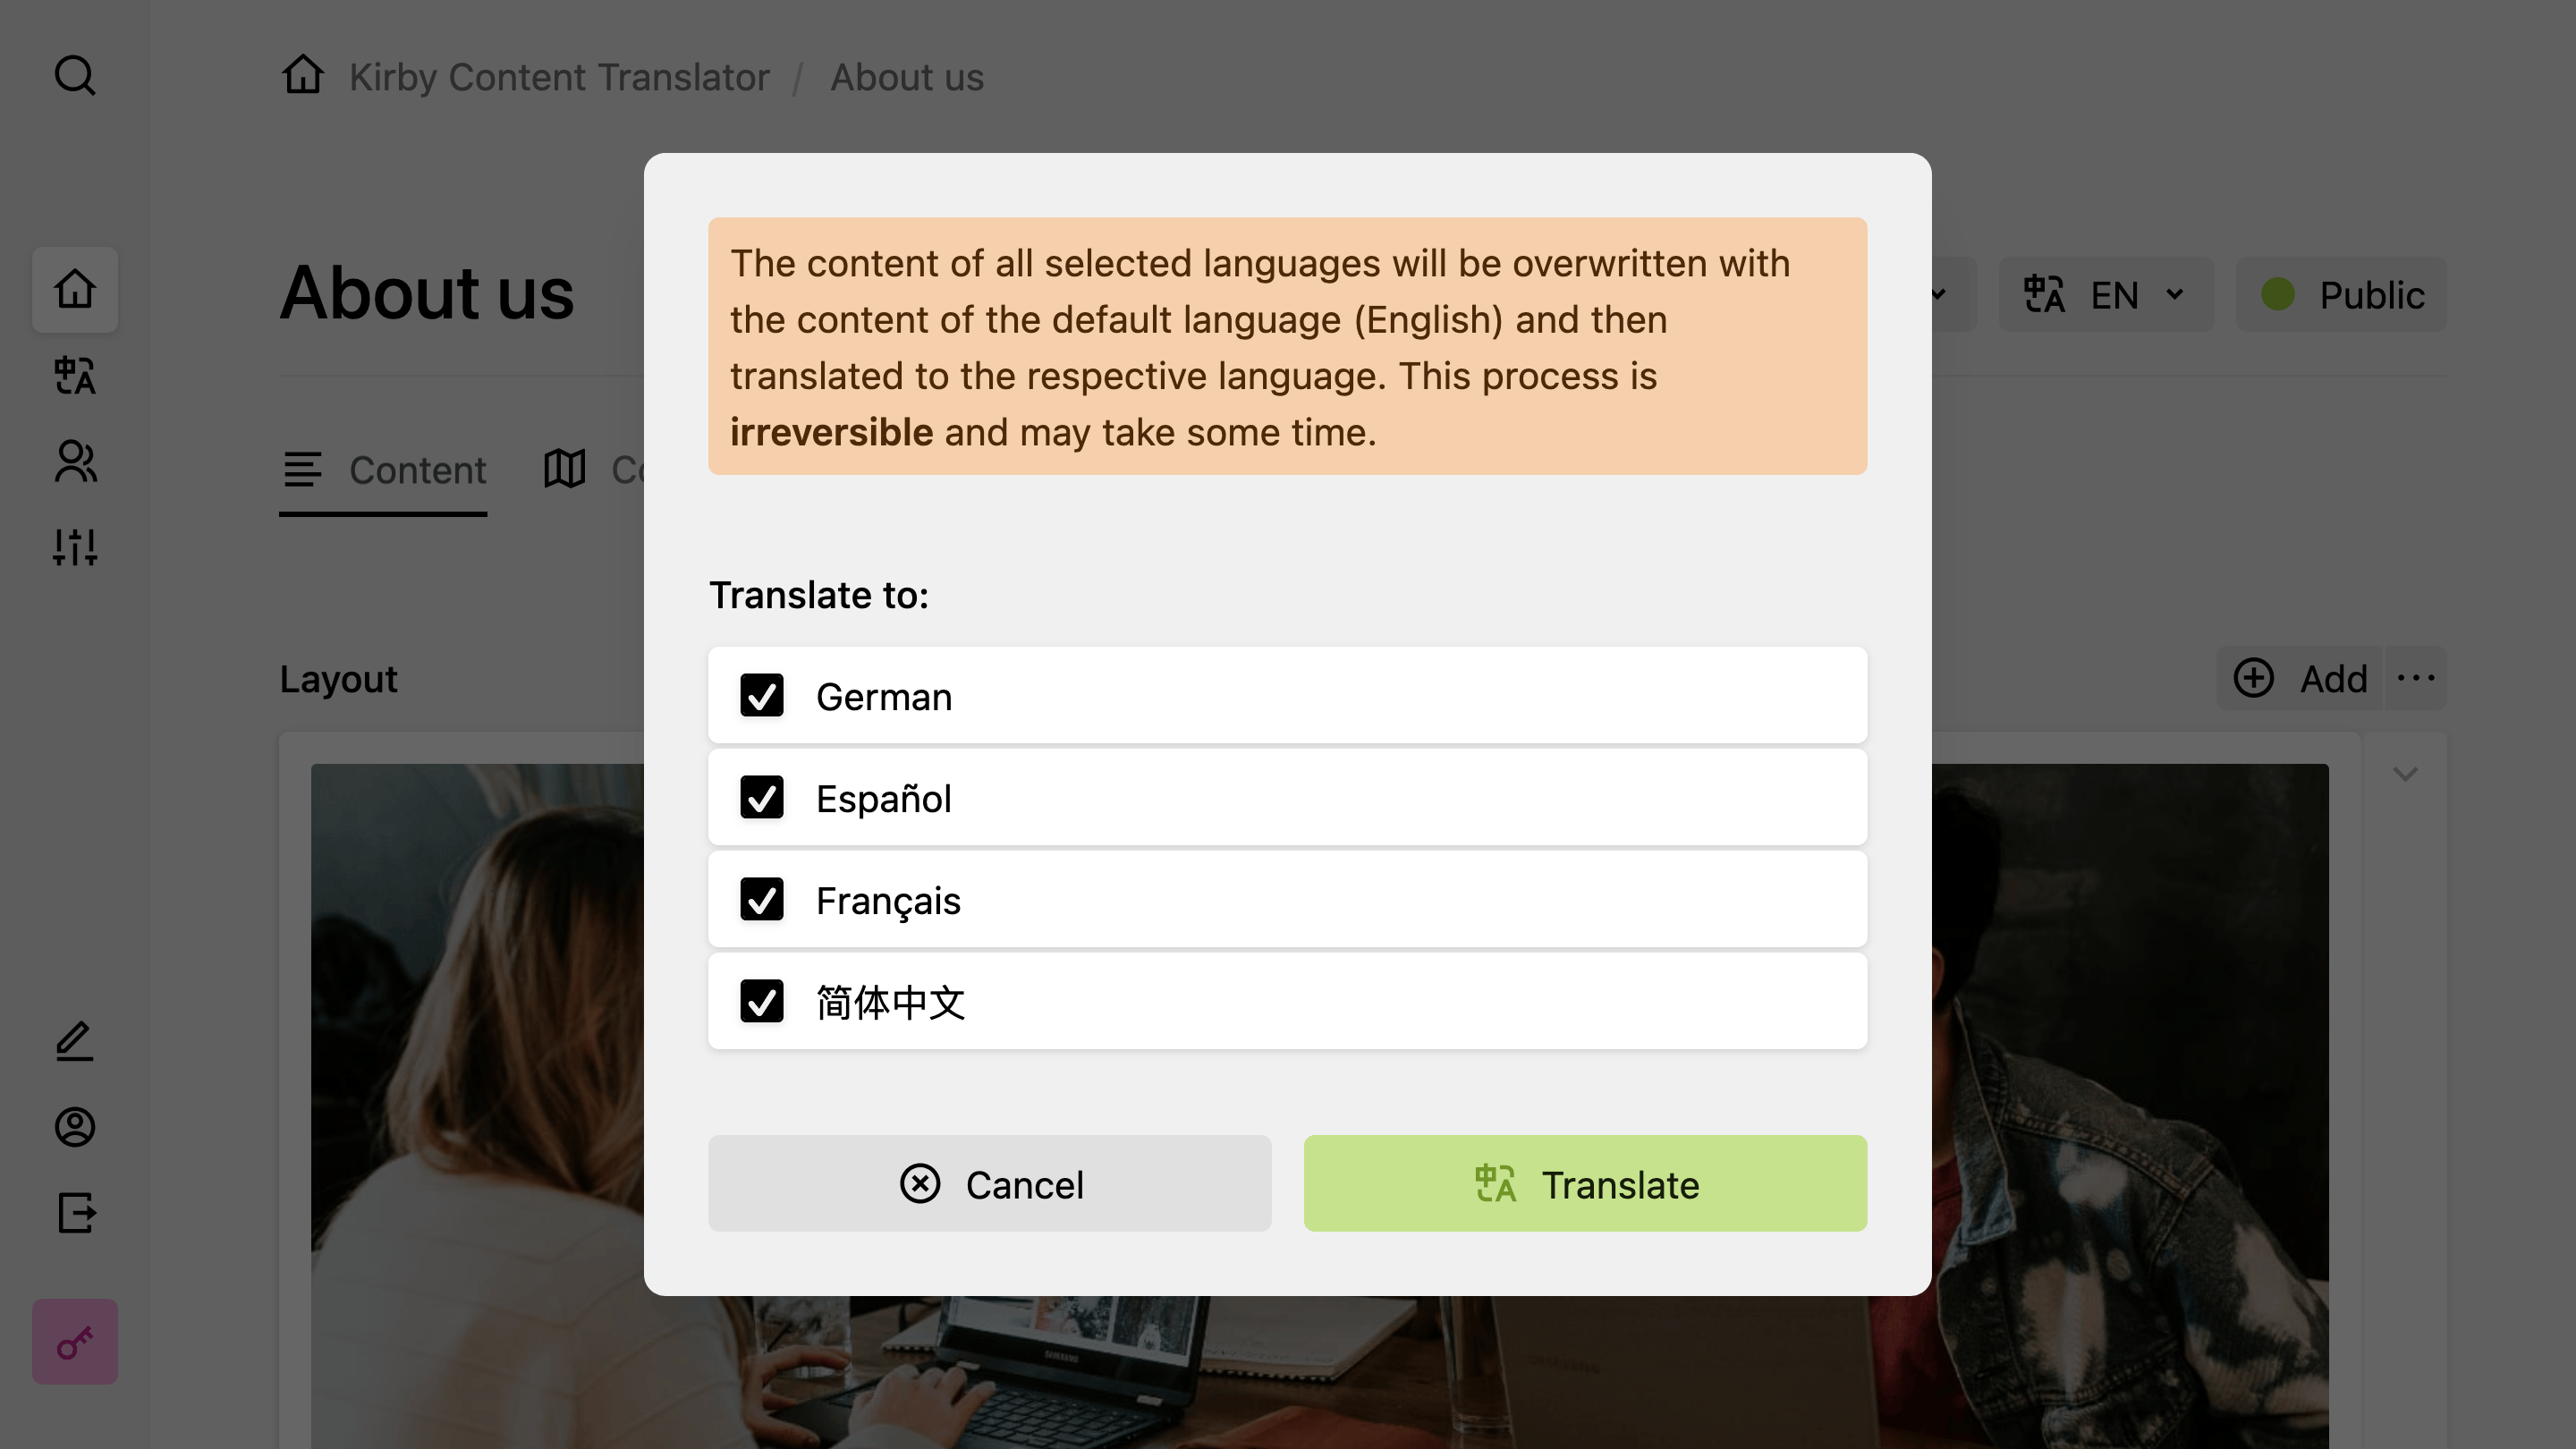 Kirby Content Translator / About us
About us
EN
Public
Content
The content of all selected languages will be overwritten with
the content of the default language (English) and then
translated to the respective language. This process is
irreversible and may take some time.
Translate to:
German
Español
Français
简体中文
Cancel
Translate
Layout
Add
SAMSUNG